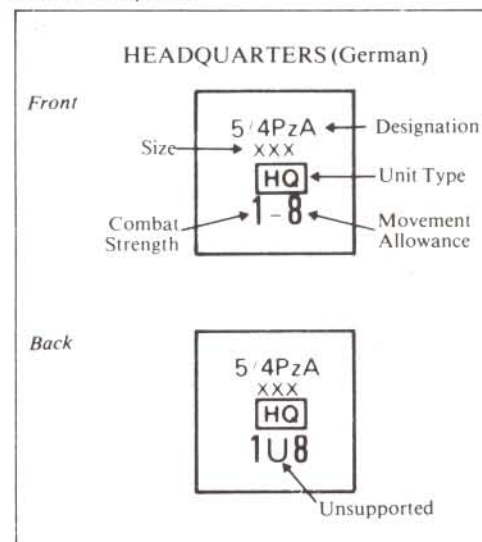 HEADQUARTERS (German)
Front
5/4PzA
Designation
Size
XXX
HQ
Unit Type
1-8
Combat
Strength
Movement
Allowance
Back
5/4PzA
XXX
HQ
1U8
Unsupported